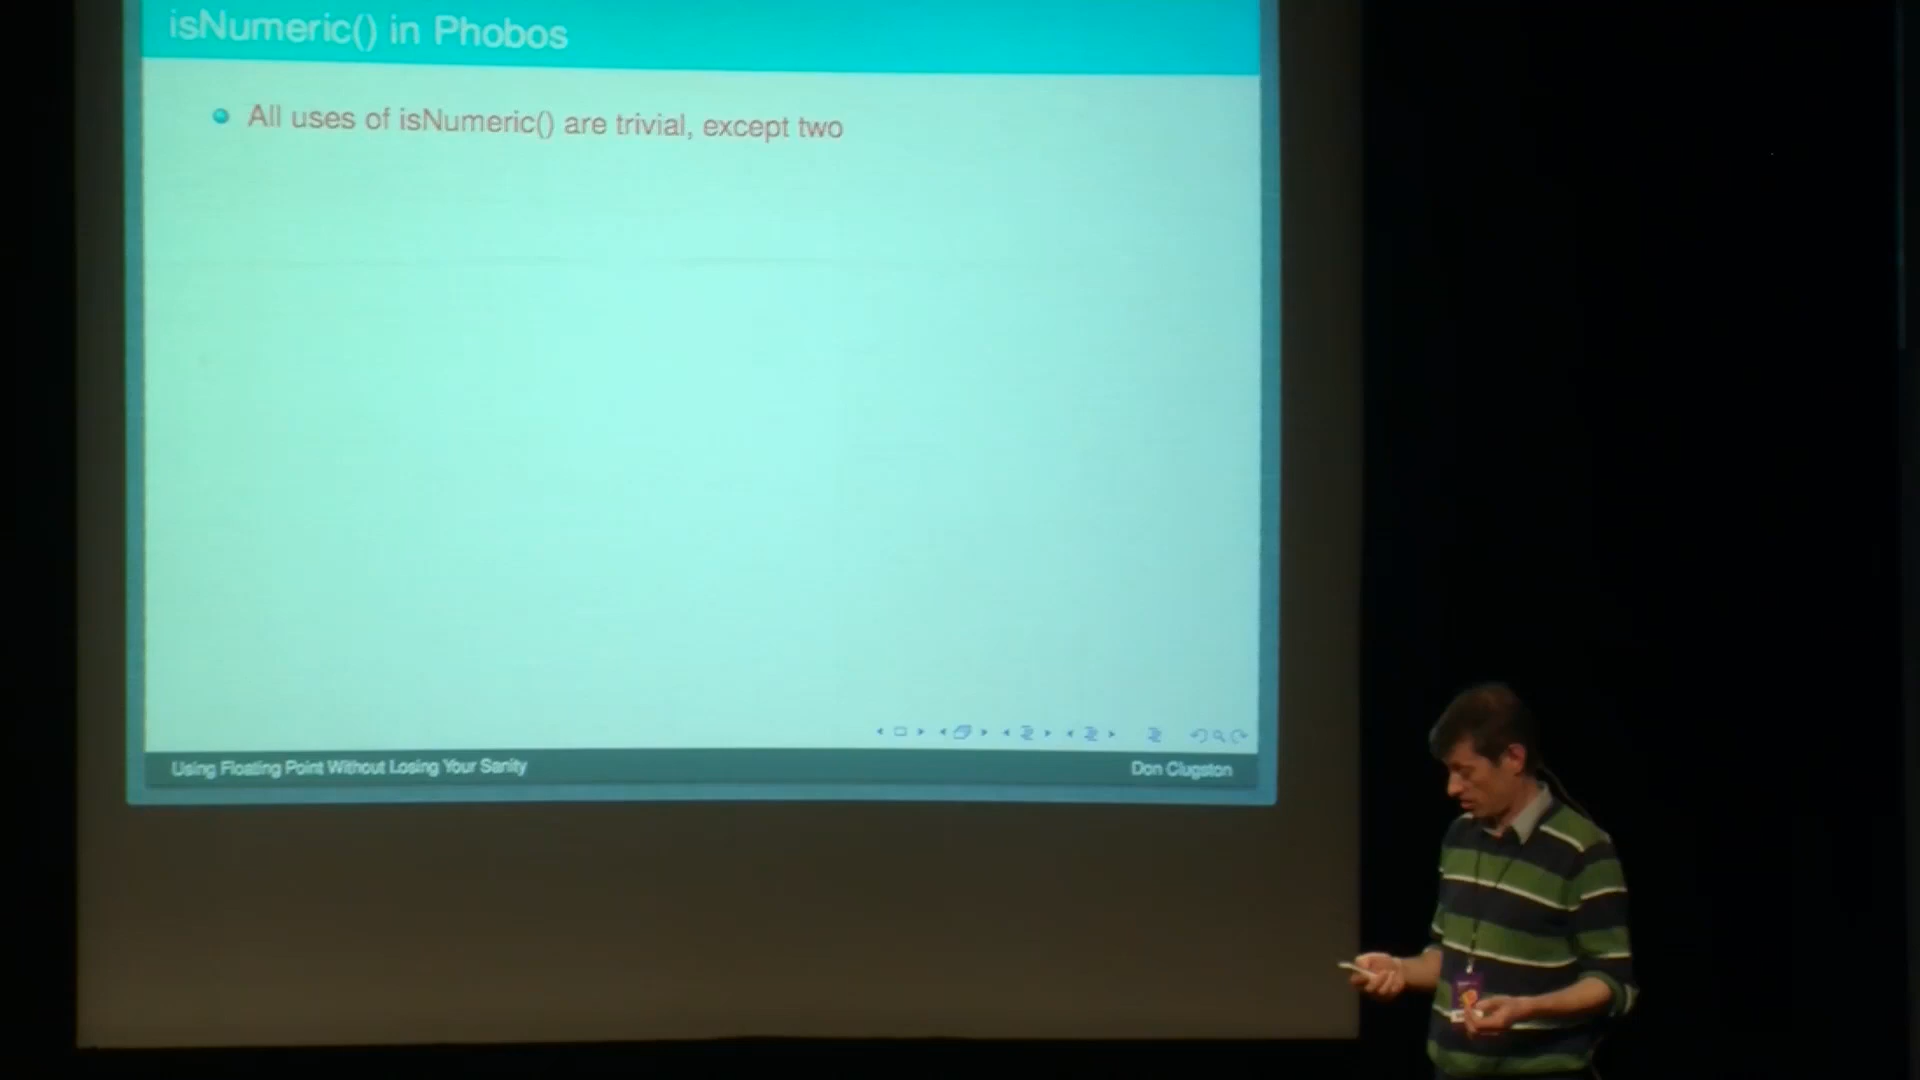 isNumeric() in Phobos
All uses of isNumeric() are trivial, except two
Using Floating Point Without Losing Your Sanity
Don Clugston